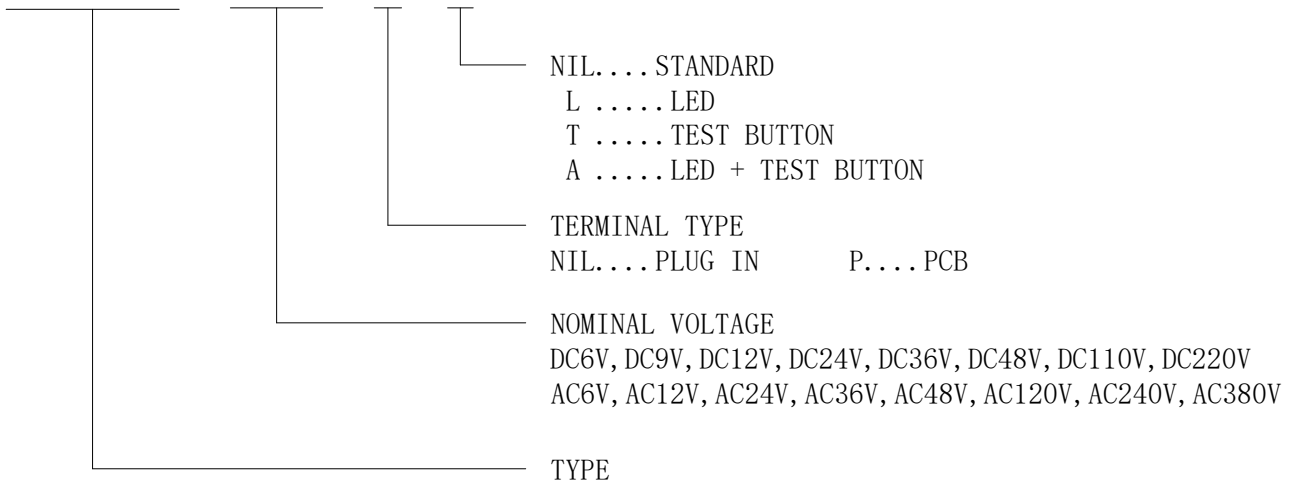 NIL....STANDARD
L .....LED
T .....TEST BUTTON
A .....LED + TEST BUTTON
TERMINAL TYPE
NIL....PLUG IN P....PCB
NOMINAL VOLTAGE
DC6V,DC9V,DC12V,DC24V,DC36V,DC48V,DC110V,DC220V
AC6V,AC12V,AC24V,AC36V,AC48V,AC120V,AC240V,AC380V
TYPE